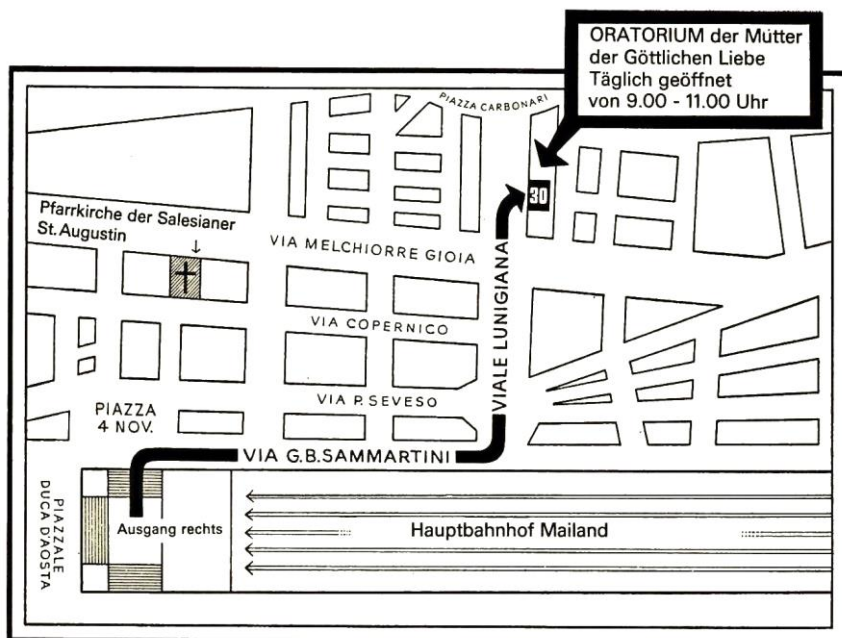 ORATORIUM der Mütter
der Göttlichen Liebe
Täglich geöffnet
von 9.00 - 11.00 Uhr
PIAZZA CARBONARI
30
Pfarrkirche der Salesianer
St. Augustin
VIA MELCHIORRE GIOIA
VIA COPERNICO
VIALE LUNIGIANA
VIA P. SEVESO
PIAZZA
4 NOV.
VIA G.B. SAMMARTINI
PIAZZALE
DUCA D'AOSTA
Ausgang rechts
Hauptbahnhof Mailand